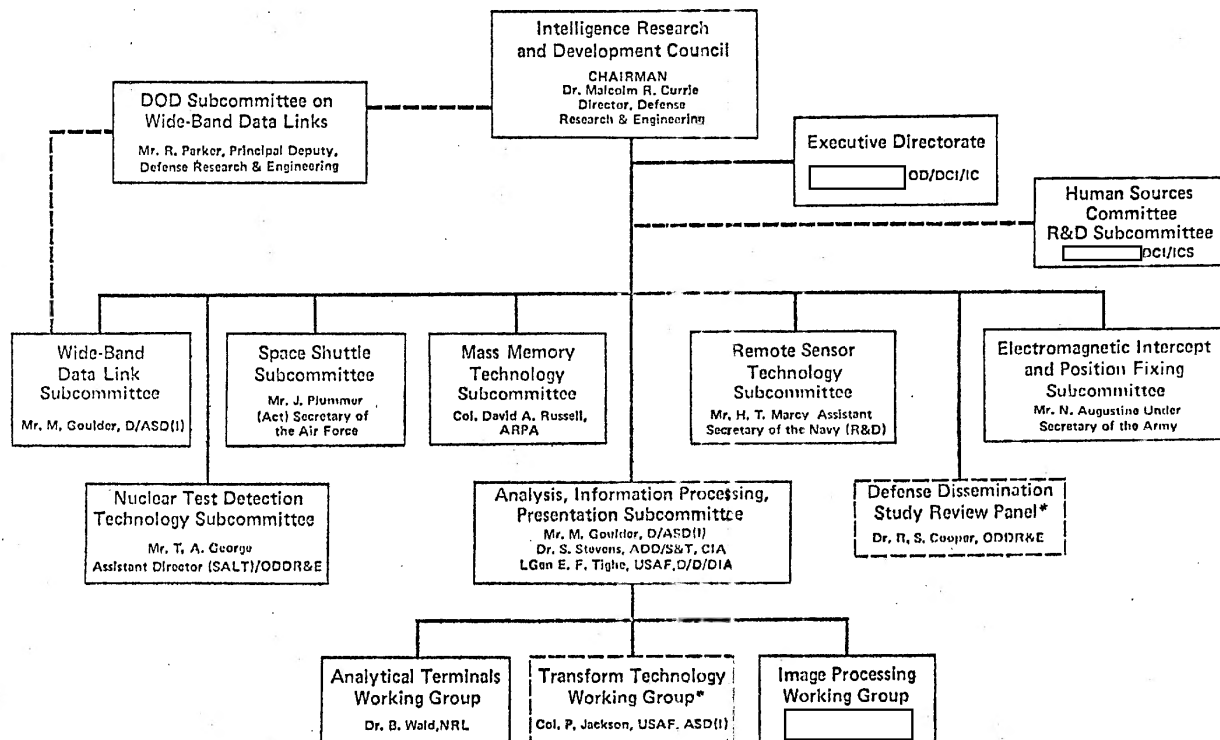 Intelligence Research
and Development Council
CHAIRMAN
Dr. Malcolm R. Currie
Director, Defense
Research & Engineering
DOD Subcommittee on
Wide-Band Data Links
Mr. R. Parker, Principal Deputy,
Defense Research & Engineering
Executive Directorate
OD/DCI/IC
Human Sources
Committee
R&D Subcommittee
DCI/ICS
Wide-Band
Data Link
Subcommittee
Mr. M. Goulder, D/ASD(I)
Space Shuttle
Subcommittee
Mr. J. Plummer
(Act) Secretary of
the Air Force
Mass Memory
Technology
Subcommittee
Col. David A. Russell,
ARPA
Remote Sensor
Technology
Subcommittee
Mr. H. T. Marcy Assistant
Secretary of the Navy (R&D)
Electromagnetic Intercept
and Position Fixing
Subcommittee
Mr. N. Augustine Under
Secretary of the Army
Nuclear Test Detection
Technology Subcommittee
Mr. T. A. George
Assistant Director (SALT)/ODDR&E
Analysis, Information Processing,
Presentation Subcommittee
Mr. M. Goulder, D/ASD(I)
Dr. S. Stevens, ADD/S&T, CIA
LGen E. F. Tighe, USAF, D/D/DIA
Defense Dissemination
Study Review Panel*
Dr. R. S. Cooper, ODDR&E
Analytical Terminals
Working Group
Dr. B. Wald, NRL
Transform Technology
Working Group*
Col. P. Jackson, USAF, ASD(I)
Image Processing
Working Group